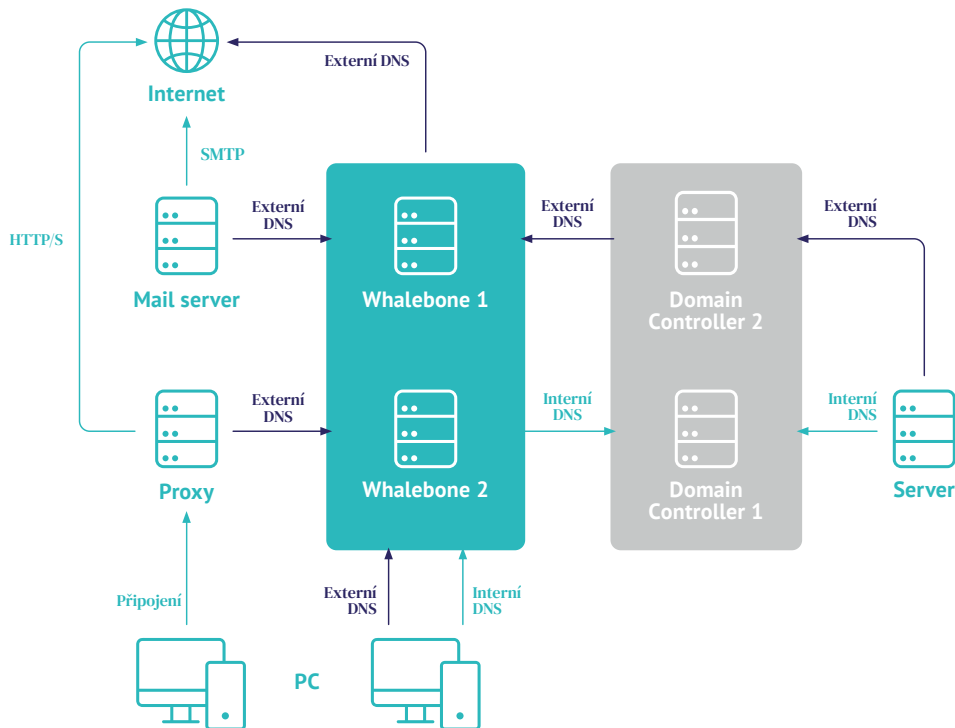 Externí DNS
Internet
SMTP
HTTP/S
Externí
DNS
Externí
DNS
Externí
DNS
Mail server
Whalebone 1
Domain
Controller 2
Externí
DNS
Interní
DNS
Interní
DNS
Proxy
Whalebone 2
Domain
Controller 1
Server
Připojení
Externí
DNS
Interní
DNS
PC